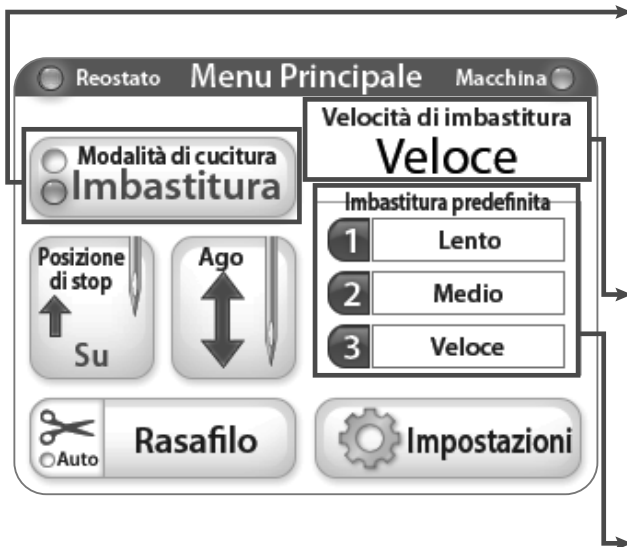 Reostato Menu Principale Macchina
Velocità di imbastitura
Veloce
Modalità di cucitura
Imbastitura
Imbastitura predefinita
1 Lento
2 Medio
3 Veloce
Posizione
di stop
Su
Ago
Auto
Rasafilo
Impostazioni